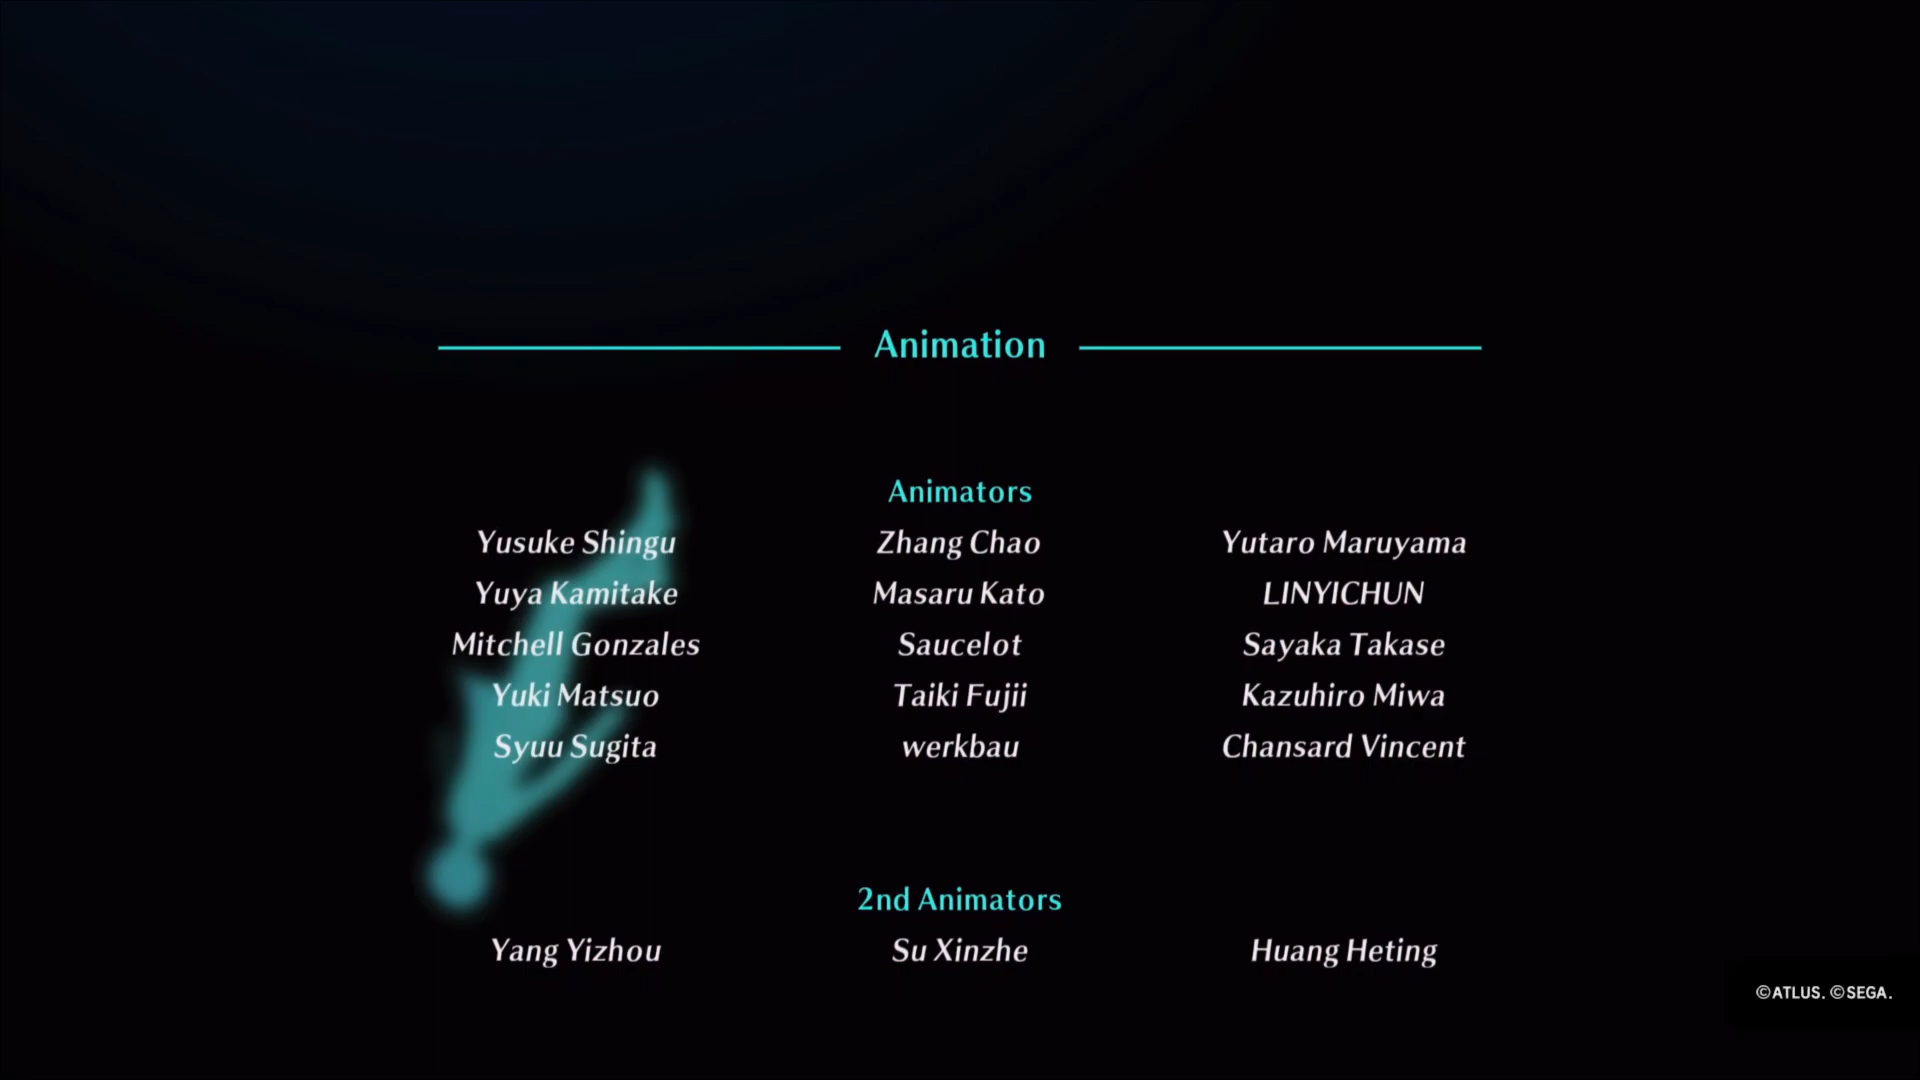 Animation
Animators
Yusuke Shingu Zhang Chao Yutaro Maruyama
Yuya Kamitake Masaru Kato LINYICHUN
Mitchell Gonzales Saucelot Sayaka Takase
Yuki Matsuo Taiki Fujii Kazuhiro Miwa
Syuu Sugita werkbau Chansard Vincent
2nd Animators
Yang Yizhou Su Xinzhe Huang Heting
©ATLUS. ©SEGA.